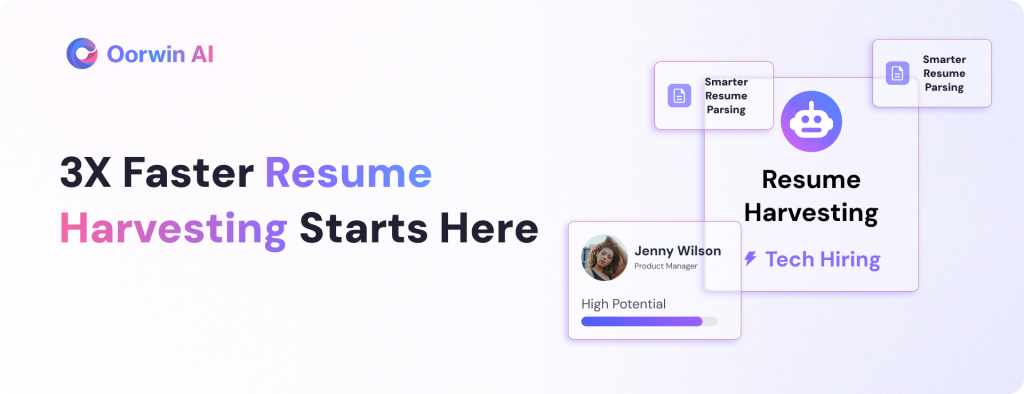 Oorwin AI
3X Faster Resume
Harvesting Starts Here
Smarter
Resume
Parsing
Smarter
Resume
Parsing
Resume
Harvesting
Tech Hiring
Jenny Wilson
Product Manager
High Potential